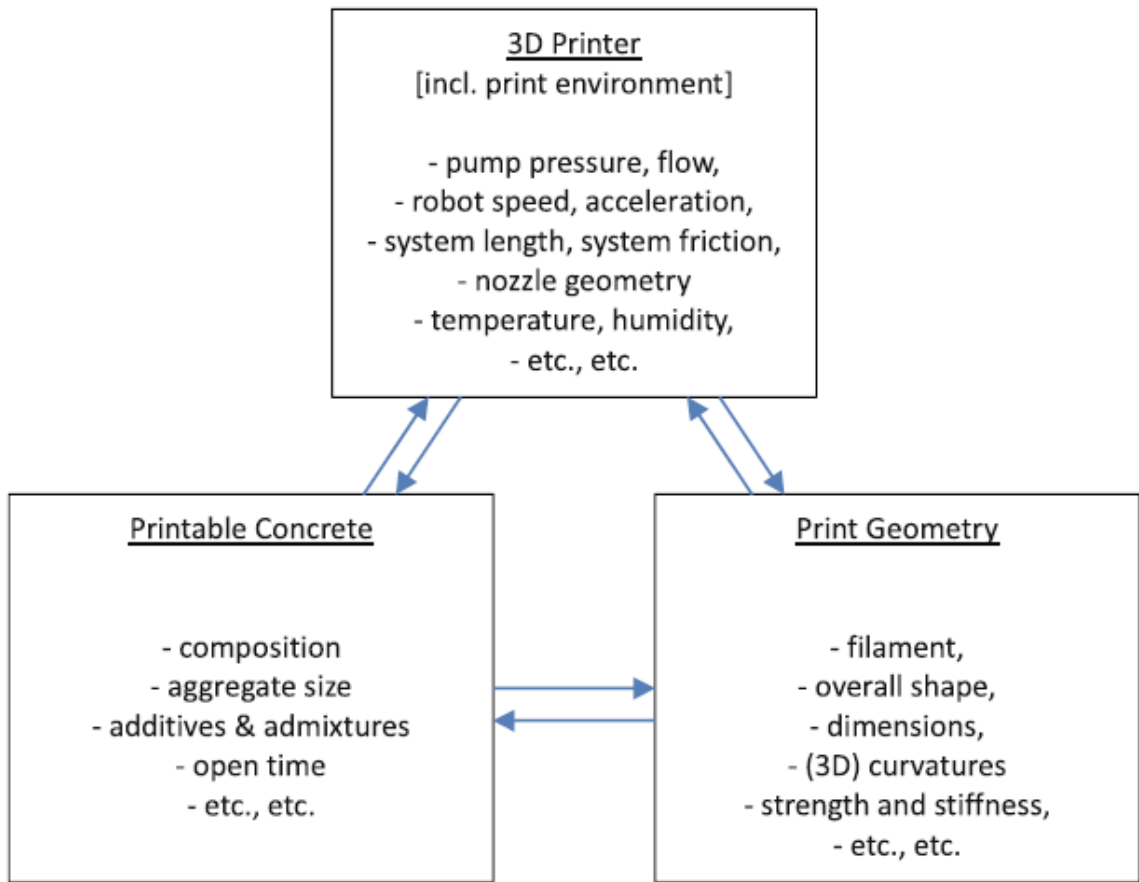 3D Printer
[incl. print environment]
- pump pressure, flow,
- robot speed, acceleration,
- system length, system friction,
- nozzle geometry
- temperature, humidity,
- etc., etc.
Printable Concrete
- composition
- aggregate size
- additives & admixtures
- open time
- etc., etc.
Print Geometry
- filament,
- overall shape,
- dimensions,
- (3D) curvatures
- strength and stiffness,
- etc., etc.